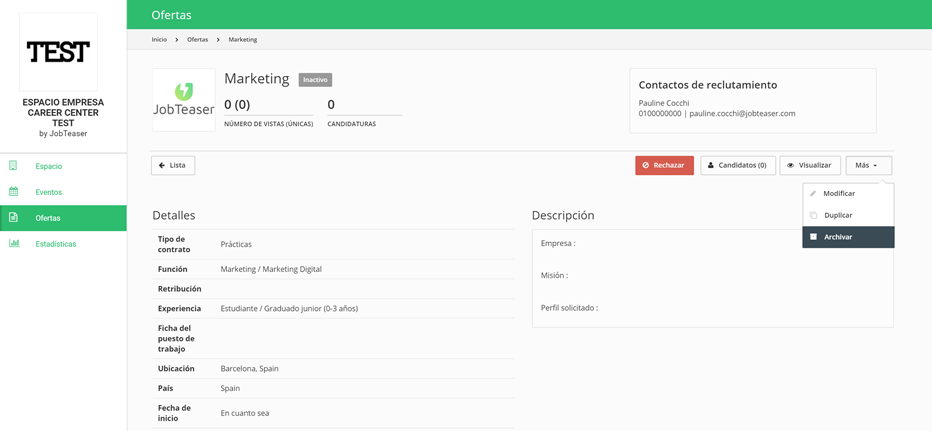 Ofertas
Inicio > Ofertas > Marketing
TEST
ESPACIO EMPRESA
CAREER CENTER
TEST
by JobTeaser
Espacio
Eventos
Ofertas
Estadísticas
JobTeaser
Marketing Inactivo
0 (0) 0
NÚMERO DE VISTAS (ÚNICAS) CANDIDATURAS
Contactos de reclutamiento
Pauline Cocchi
0100000000 | pauline.cocchi@jobteaser.com
Lista Rechazar Candidatos (0) Visualizar Más
Modificar
Duplicar
Archivar
Detalles
Tipo de
contrato
Prácticas
Función Marketing / Marketing Digital
Retribución
Experiencia Estudiante / Graduado junior (0-3 años)
Ficha del
puesto de
trabajo
Ubicación Barcelona, Spain
País Spain
Fecha de
inicio
En cuanto sea
Descripción
Empresa :
Misión :
Perfil solicitado :